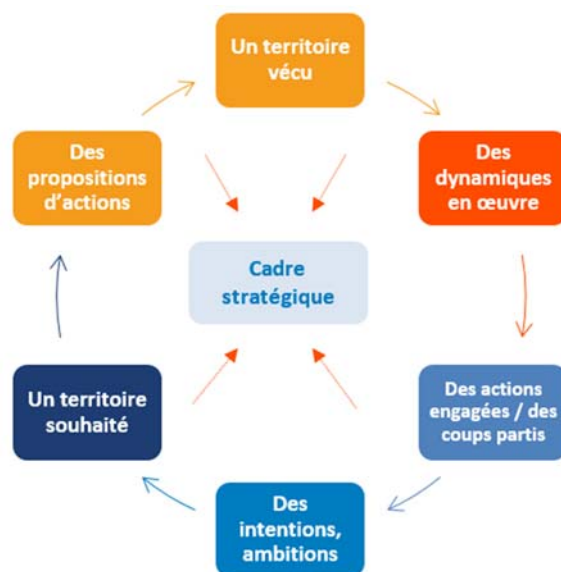 Un territoire
vécu
Des
propositions
d'actions
Des
dynamiques
en œuvre
Cadre
stratégique
Un territoire
souhaité
Des actions
engagées / des
coups partis
Des
intentions,
ambitions